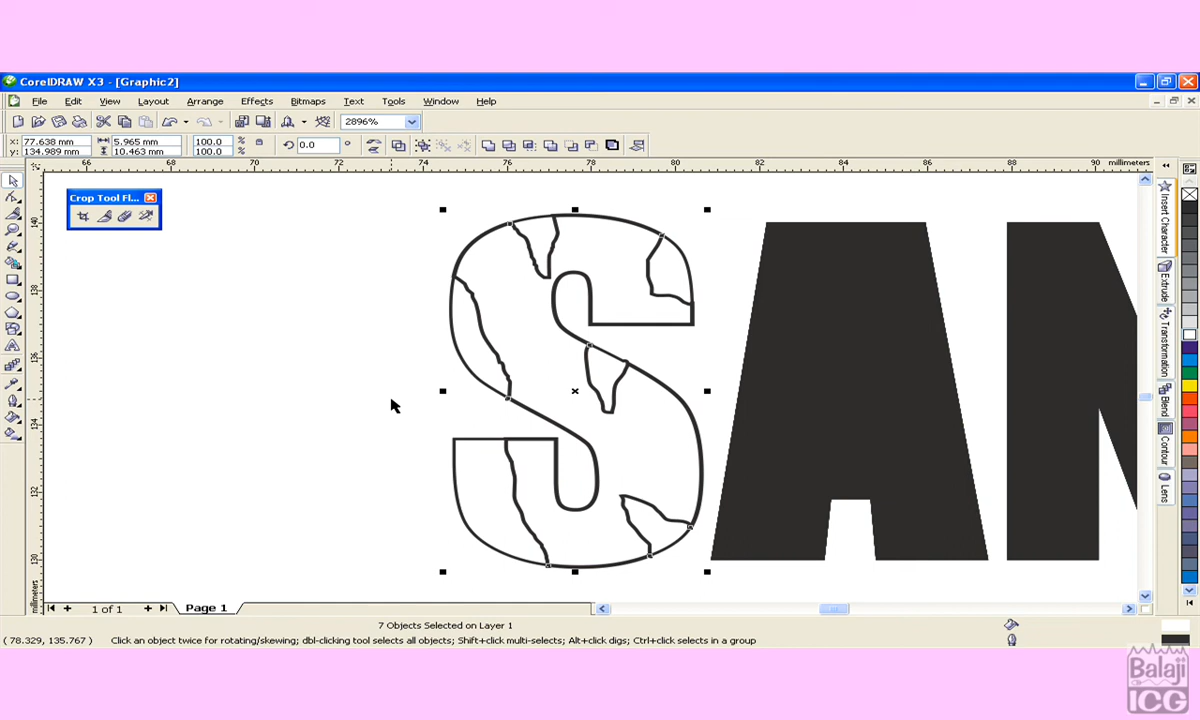 CorelDRAW X3 - [Graphic2]
File Edit View Layout Arrange Effects Bitmaps Text Tools Window Help
2896%
x: 77.638 mm 5.965 mm 100.0 %
y: 134.989 mm 10.463 mm 100.0 % 0.0 °
66 68 70 72 74 76 78 80 82 84 86 88 90 millimeters
Crop Tool Fl...
140
138
136
134
132
130
millimeters
SAN
Insert Character
Extrude
Transformation
Blend
Contour
Lens
1 of 1 Page 1
7 Objects Selected on Layer 1
( 78.329, 135.767 ) Click an object twice for rotating/skewing; dbl-clicking tool selects all objects; Shift+click multi-selects; Alt+click digs; Ctrl+click selects in a group
Balaji
ICG